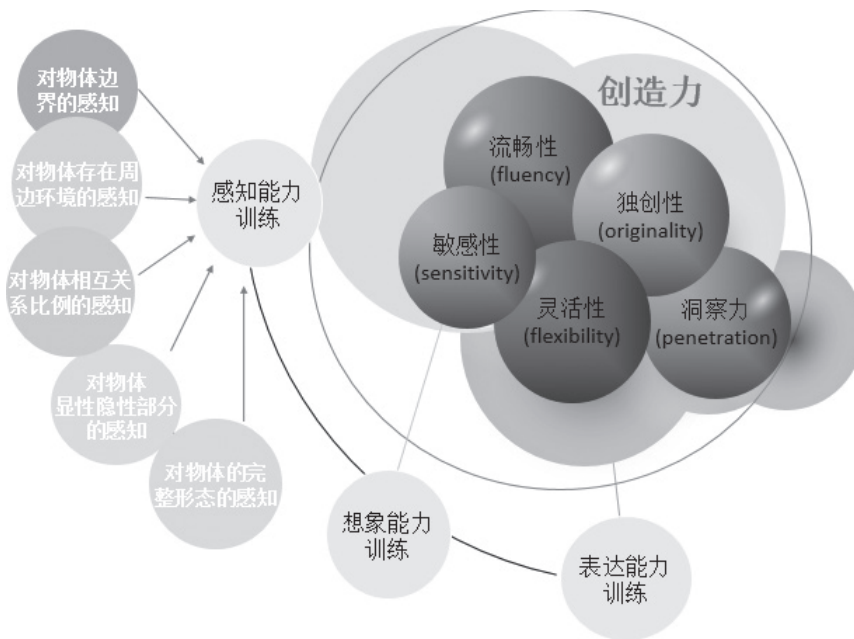 对物体边
界的感知
对物体存在周
边环境的感知
对物体相互关
系比例的感知
对物体
显性隐性部分
的感知
对物体的完
整形态的感知
感知能力
训练
想象能力
训练
表达能力
训练
创造力
流畅性
(fluency)
独创性
(originality)
敏感性
(sensitivity)
灵活性
(flexibility)
洞察力
(penetration)